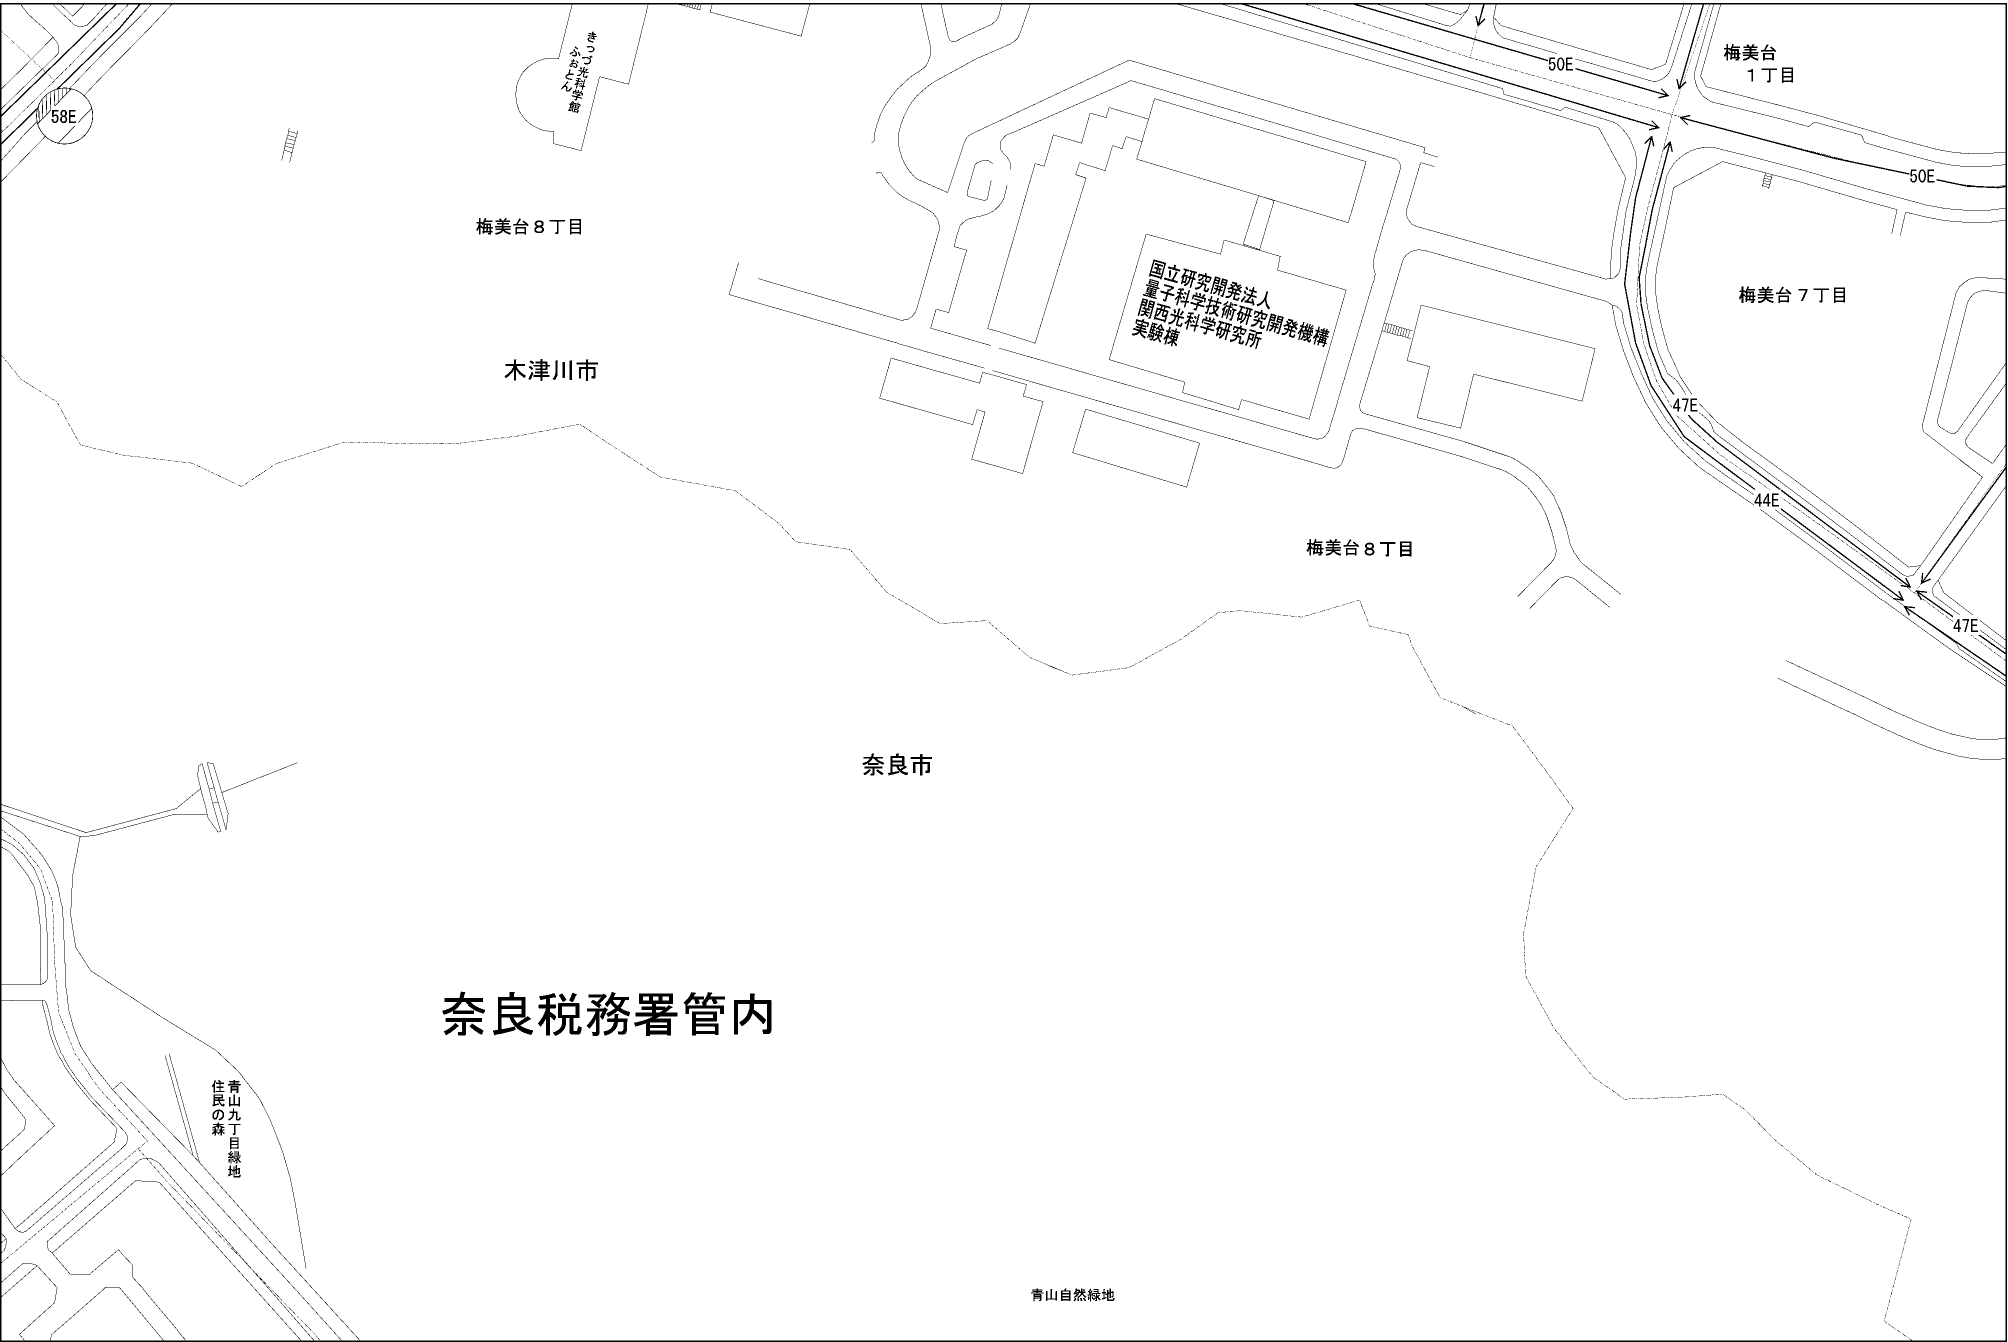 きっづ光科学館
ふぉとん
梅美台
１丁目
50E
58E
50E
梅美台８丁目
国立研究開発法人
量子科学技術研究開発機構
関西光科学研究所
実験棟
梅美台７丁目
木津川市
47E
44E
梅美台８丁目
47E
奈良市
奈良税務署管内
青山九丁目緑地
住民の森
青山自然緑地